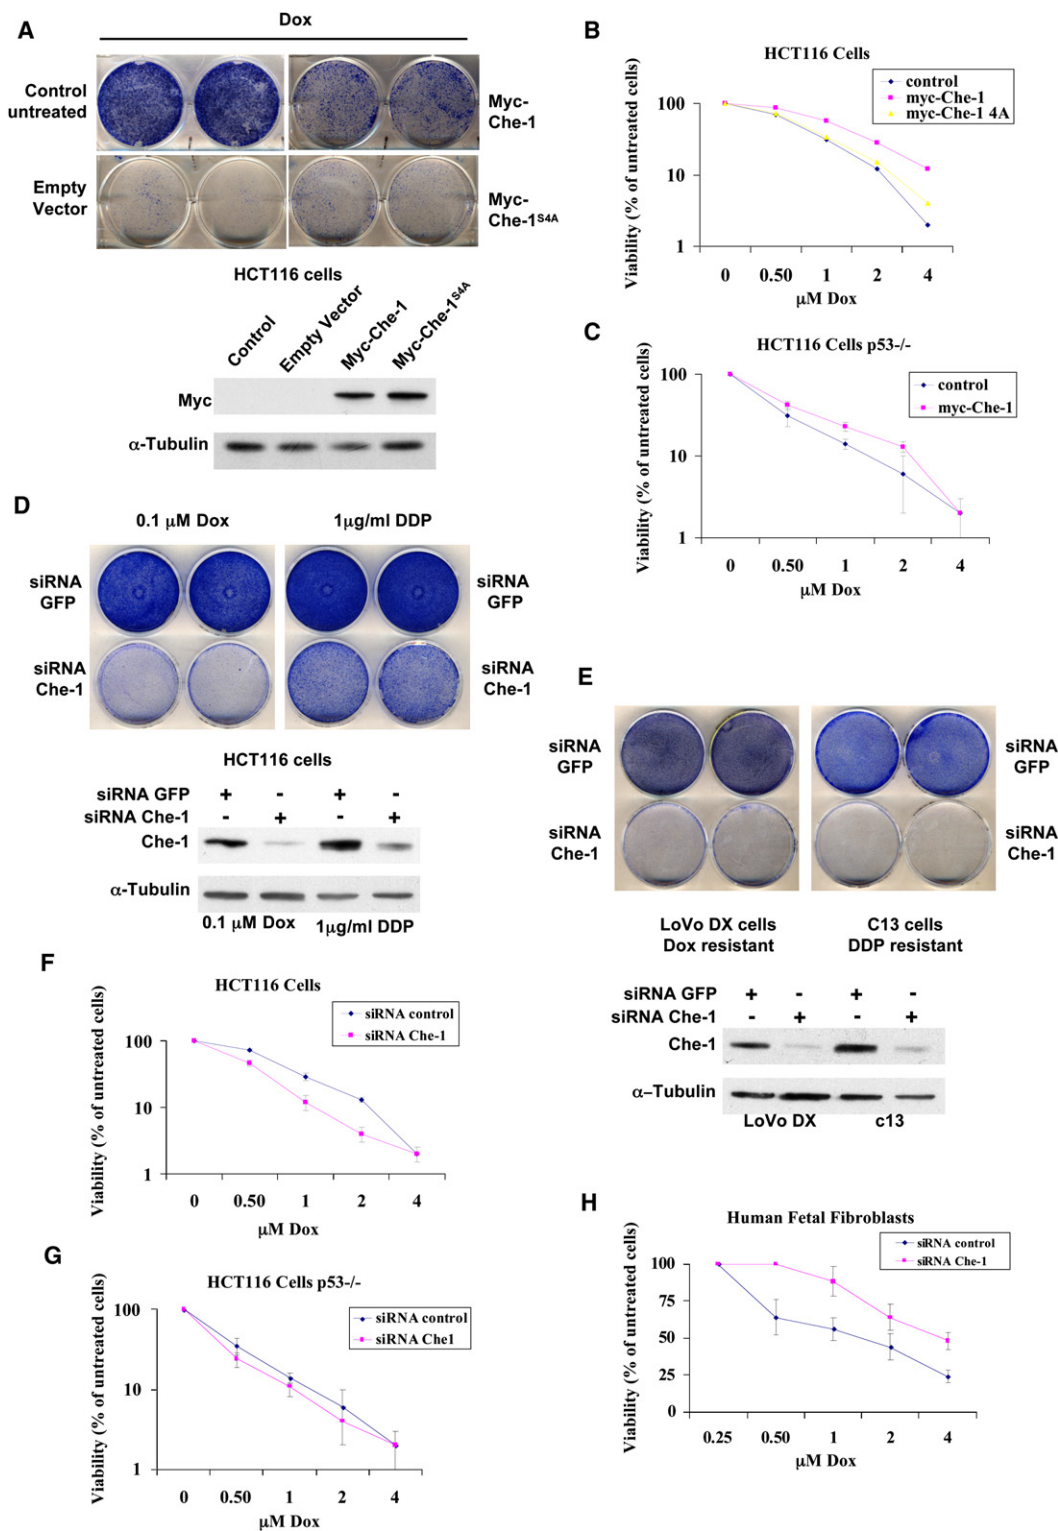 A
Dox
Control
untreated
Myc-
Che-1
Empty
Vector
Myc-
Che-1S4A
HCT116 cells
Control
Empty Vector
Myc-Che-1
Myc-Che-1S4A
Myc
α-Tubulin
B
HCT116 Cells
control
myc-Che-1
myc-Che-1 4A
Viability (% of untreated cells)
100
10
1
0 0.50 1 2 4
µM Dox
C
HCT116 Cells p53-/-
control
myc-Che-1
Viability (% of untreated cells)
100
10
1
0 0.50 1 2 4
µM Dox
D
0.1 µM Dox 1µg/ml DDP
siRNA
GFP
siRNA
GFP
siRNA
Che-1
siRNA
Che-1
HCT116 cells
siRNA GFP + - + -
siRNA Che-1 - + - +
Che-1
α-Tubulin
0.1 µM Dox 1µg/ml DDP
E
siRNA
GFP
siRNA
GFP
siRNA
Che-1
siRNA
Che-1
LoVo DX cells
Dox resistant
C13 cells
DDP resistant
siRNA GFP + - + -
siRNA Che-1 - + - +
Che-1
α–Tubulin
LoVo DX c13
F
HCT116 Cells
siRNA control
siRNA Che-1
Viability (% of untreated cells)
100
10
1
0 0.50 1 2 4
µM Dox
G
HCT116 Cells p53-/-
siRNA control
siRNA Che1
Viability (% of untreated cells)
100
10
1
0 0.50 1 2 4
µM Dox
H
Human Fetal Fibroblasts
siRNA control
siRNA Che-1
Viability (% of untreated cells)
100
75
50
25
0
0.25 0.50 1 2 4
µM Dox